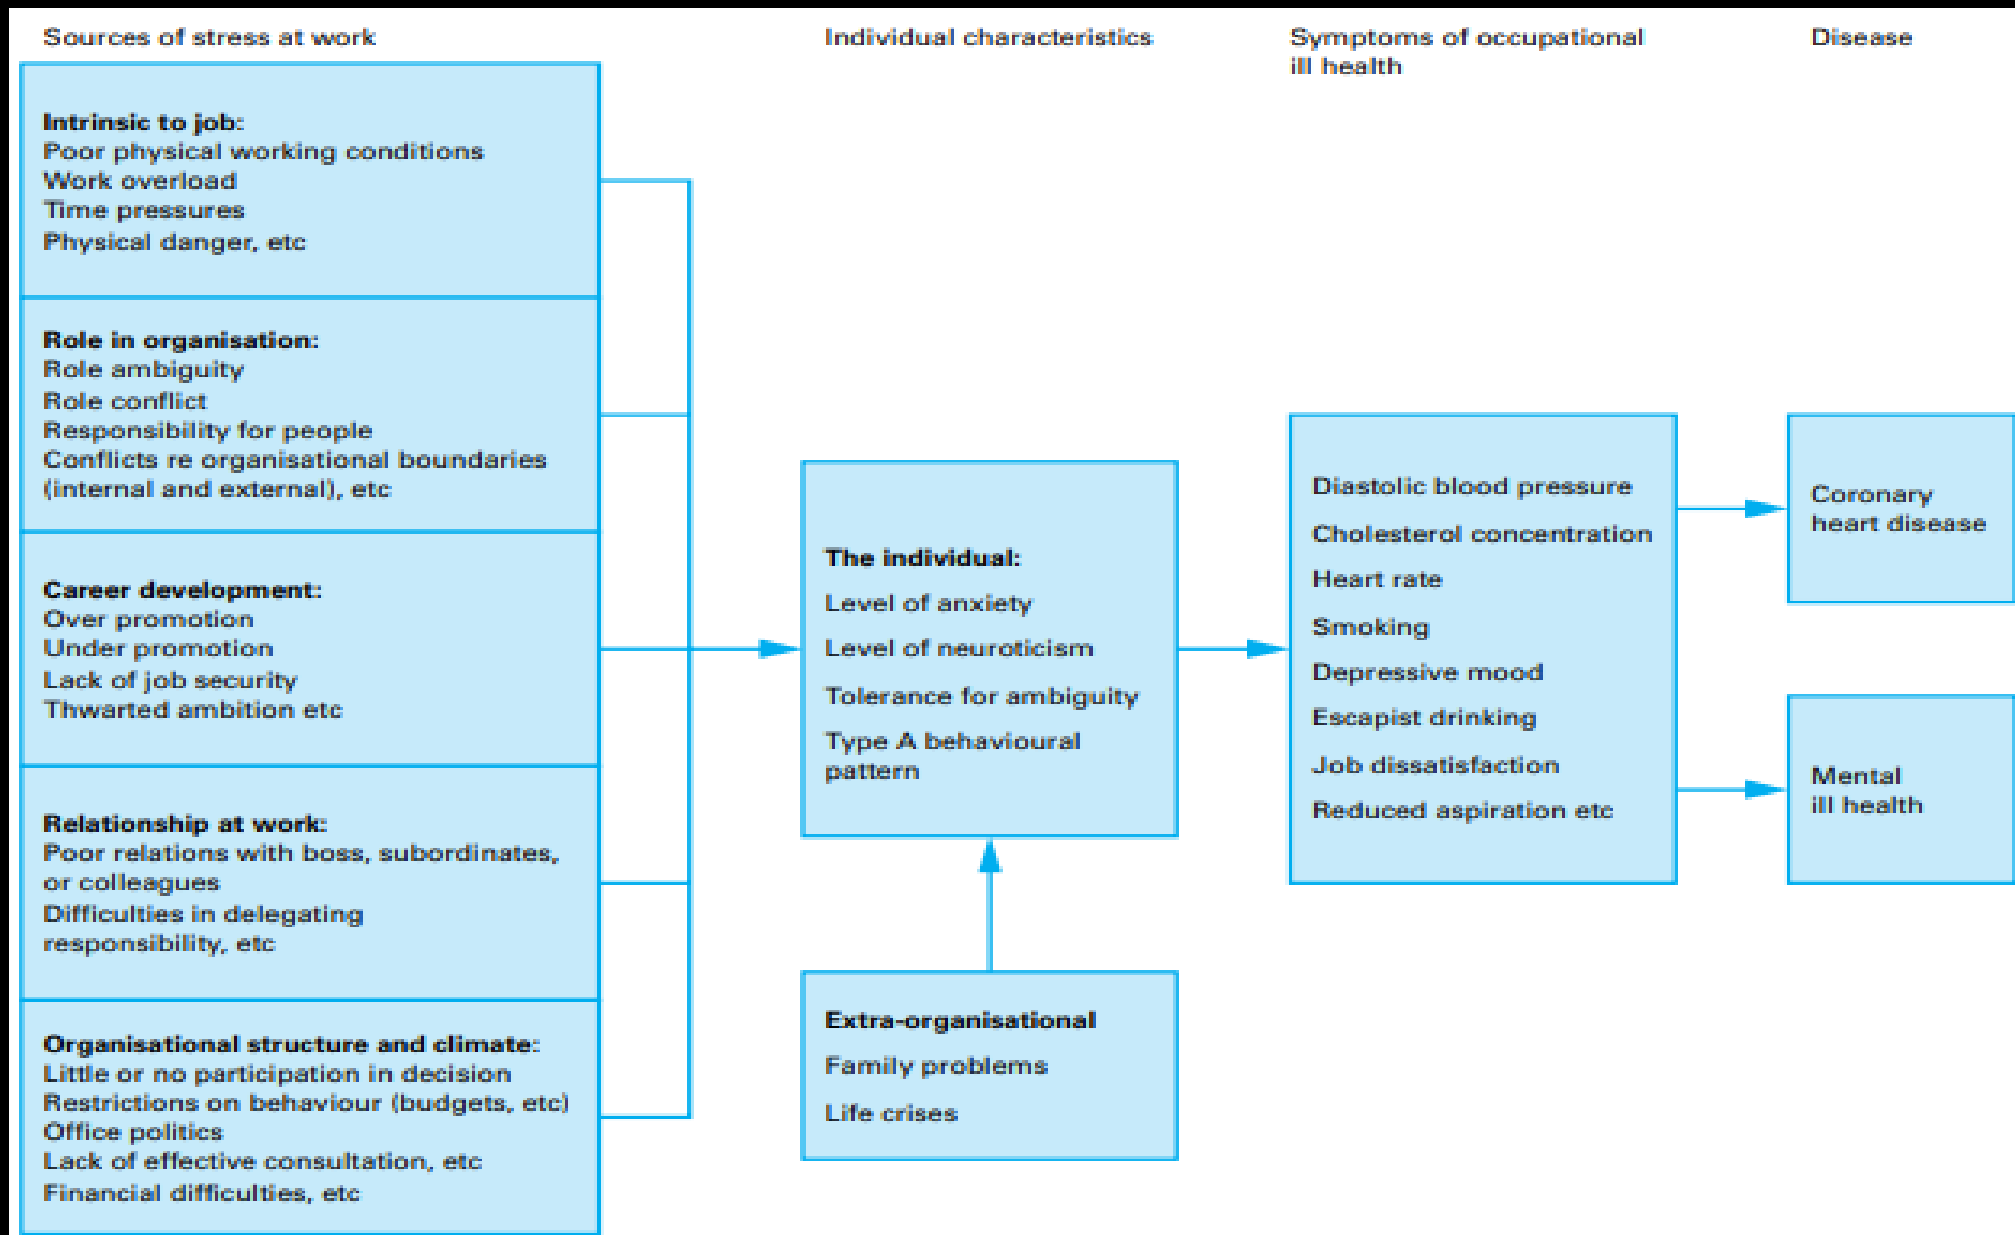 Sources of stress at work
Individual characteristics
Symptoms of occupational
ill health
Disease
Intrinsic to job:
Poor physical working conditions
Work overload
Time pressures
Physical danger, etc
Role in organisation:
Role ambiguity
Role conflict
Responsibility for people
Conflicts re organisational boundaries
(internal and external), etc
Career development:
Over promotion
Under promotion
Lack of job security
Thwarted ambition etc
Relationship at work:
Poor relations with boss, subordinates,
or colleagues
Difficulties in delegating
responsibility, etc
Organisational structure and climate:
Little or no participation in decision
Restrictions on behaviour (budgets, etc)
Office politics
Lack of effective consultation, etc
Financial difficulties, etc
The individual:
Level of anxiety
Level of neuroticism
Tolerance for ambiguity
Type A behavioural
pattern
Extra-organisational
Family problems
Life crises
Diastolic blood pressure
Cholesterol concentration
Heart rate
Smoking
Depressive mood
Escapist drinking
Job dissatisfaction
Reduced aspiration etc
Coronary
heart disease
Mental
ill health